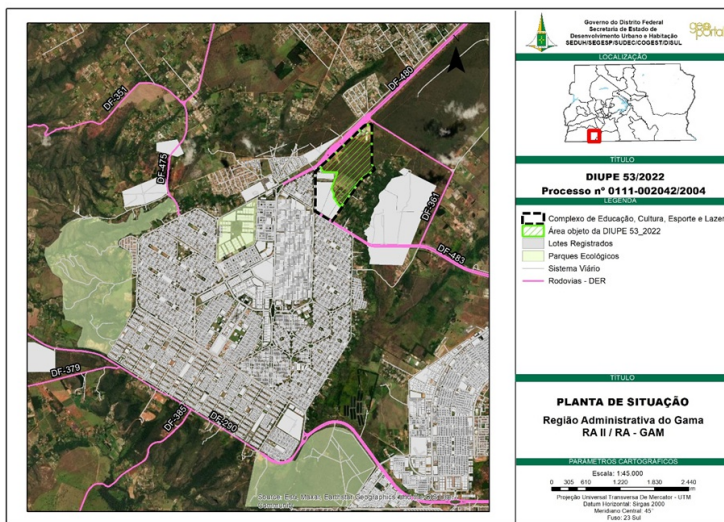 DF-480
DF-351
DF-475
DF-361
DF-483
DF-379
DF-385
DF-290
Governo do Distrito Federal
Secretaria de Estado de
Desenvolvimento Urbano e Habitação
SEDUH/SEGESP/SUDEC/COGEST/DISUL
geo
portal
LOCALIZAÇÃO
TÍTULO
DIUPE 53/2022
Processo nº 0111-002042/2004
LEGENDA
Complexo de Educação, Cultura, Esporte e Lazer
Área objeto da DIUPE 53_2022
Lotes Registrados
Parques Ecológicos
Sistema Viário
Rodovias - DER
TÍTULO
PLANTA DE SITUAÇÃO
Região Administrativa do Gama
RA II / RA - GAM
PARÂMETROS CARTOGRÁFICOS
Escala: 1:45.000
0 305 610 1.220 1.830 2.440
Projeção Universal Transversa De Mercator - UTM
Datum Horizontal: Sirgas 2000
Meridiano Central: 45°
Fuso: 23 Sul